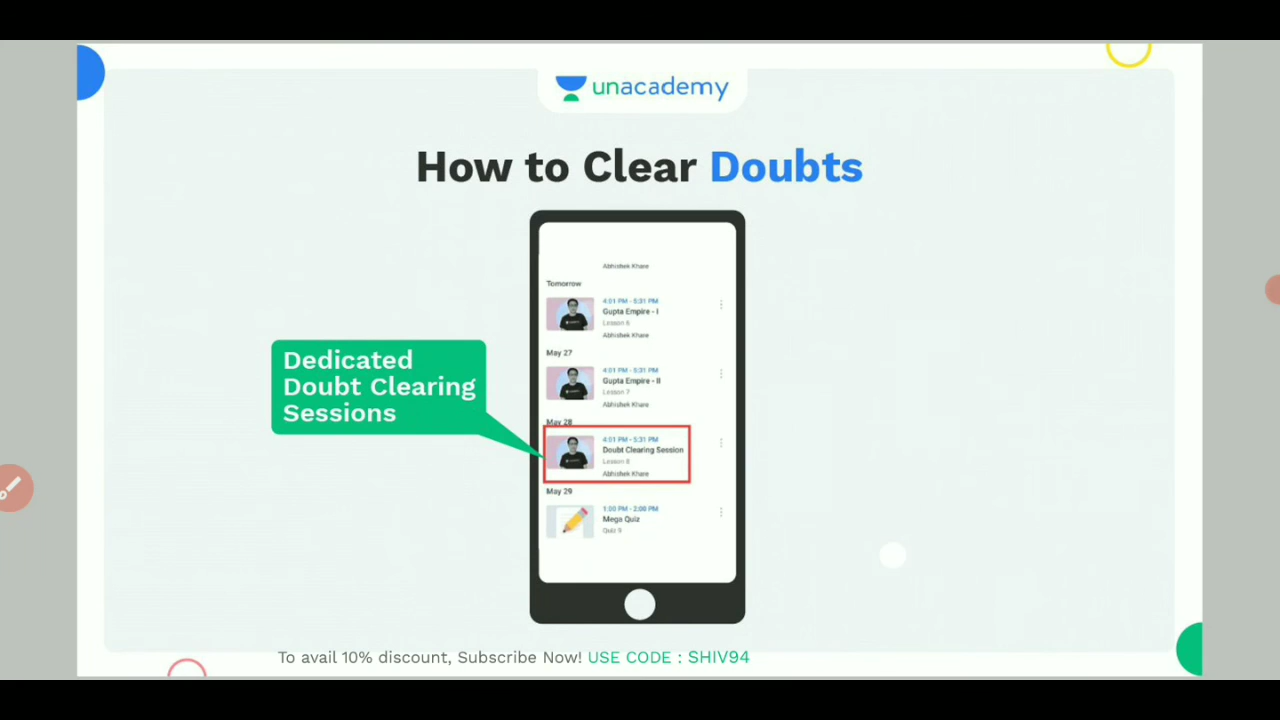 unacademy
How to Clear Doubts
Abhishek Khare
Tomorrow
4:01 PM - 5:31 PM
Gupta Empire - I
Lesson 6
Abhishek Khare
May 27
4:01 PM - 5:31 PM
Gupta Empire - II
Lesson 7
Abhishek Khare
Dedicated
Doubt Clearing
Sessions
May 28
4:01 PM - 5:31 PM
Doubt Clearing Session
Lesson 8
Abhishek Khare
May 29
1:00 PM - 2:08 PM
Mega Quiz
Quiz 9
To avail 10% discount, Subscribe Now! USE CODE : SHIV94